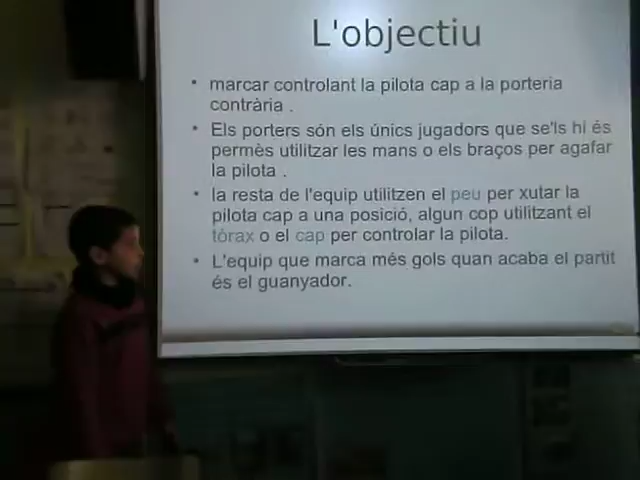 L'objectiu
• marcar controlant la pilota cap a la porteria
contrària .
• Els porters són els únics jugadors que se'ls hi és
permès utilitzar les mans o els braços per agafar
la pilota .
• la resta de l'equip utilitzen el peu per xutar la
pilota cap a una posició, algun cop utilitzant el
tórax o el cap per controlar la pilota.
• L'equip que marca més gols quan acaba el partit
és el guanyador.